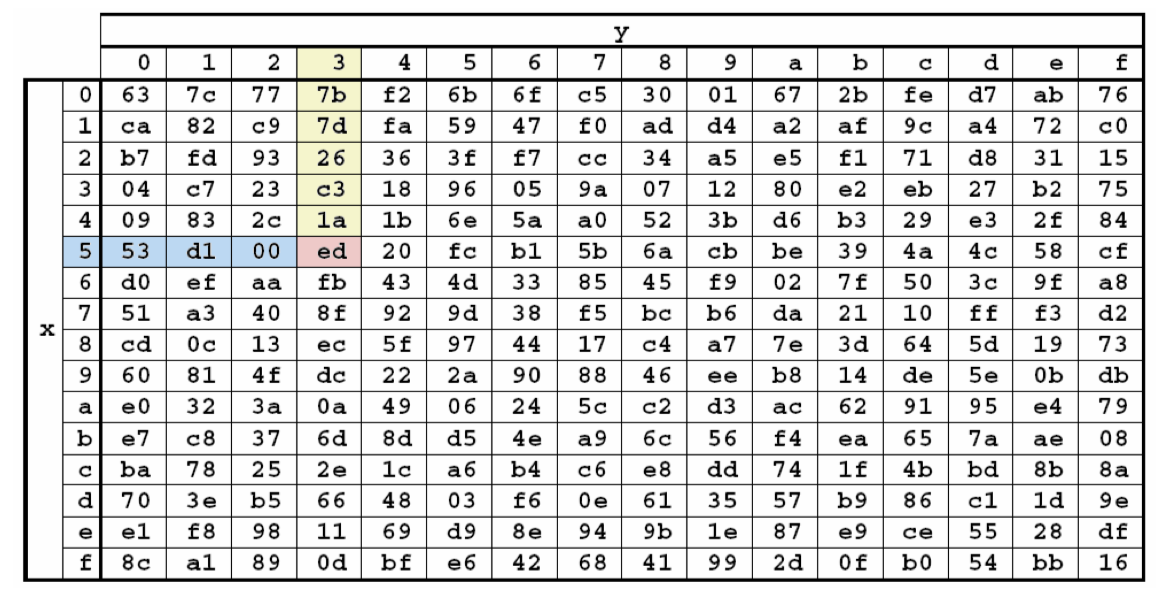 y
0 1 2 3 4 5 6 7 8 9 a b c d e f
0 63 7c 77 7b f2 6b 6f c5 30 01 67 2b fe d7 ab 76
1 ca 82 c9 7d fa 59 47 f0 ad d4 a2 af 9c a4 72 c0
2 b7 fd 93 26 36 3f f7 cc 34 a5 e5 f1 71 d8 31 15
3 04 c7 23 c3 18 96 05 9a 07 12 80 e2 eb 27 b2 75
4 09 83 2c 1a 1b 6e 5a a0 52 3b d6 b3 29 e3 2f 84
5 53 d1 00 ed 20 fc b1 5b 6a cb be 39 4a 4c 58 cf
6 d0 ef aa fb 43 4d 33 85 45 f9 02 7f 50 3c 9f a8
x 7 51 a3 40 8f 92 9d 38 f5 bc b6 da 21 10 ff f3 d2
8 cd 0c 13 ec 5f 97 44 17 c4 a7 7e 3d 64 5d 19 73
9 60 81 4f dc 22 2a 90 88 46 ee b8 14 de 5e 0b db
a e0 32 3a 0a 49 06 24 5c c2 d3 ac 62 91 95 e4 79
b e7 c8 37 6d 8d d5 4e a9 6c 56 f4 ea 65 7a ae 08
c ba 78 25 2e 1c a6 b4 c6 e8 dd 74 1f 4b bd 8b 8a
d 70 3e b5 66 48 03 f6 0e 61 35 57 b9 86 c1 1d 9e
e e1 f8 98 11 69 d9 8e 94 9b 1e 87 e9 ce 55 28 df
f 8c a1 89 0d bf e6 42 68 41 99 2d 0f b0 54 bb 16